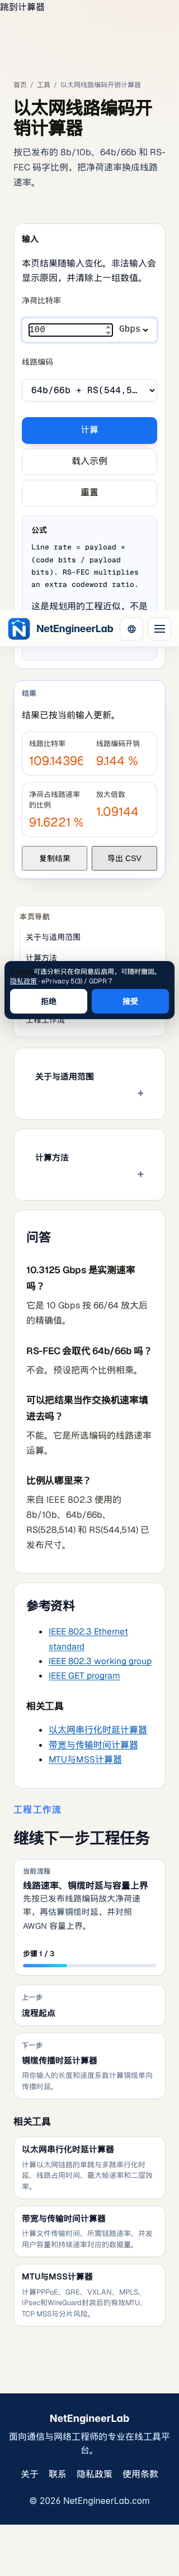 跳到计算器
首页 / 工具 / 以太网线路编码开销计算器
以太网线路编码开
销计算器
按已发布的 8b/10b、64b/66b 和 RS-
FEC 码字比例，把净荷速率换成线路
速率。
输入
本页结果随输入变化。非法输入会
显示原因，并清除上一组数值。
净荷比特率
100 Gbps
线路编码
64b/66b + RS(544,5…
计算
载入示例
重置
公式
Line rate = payload ×
(code bits / payload
bits). RS-FEC multiplies
an extra codeword ratio.
这是规划用的工程近似，不是
NetEngineerLab
结果
结果已按当前输入更新。
线路比特率
109.14396
线路编码开销
9.144 %
净荷占线路速率
的比例
91.6221 %
放大倍数
1.09144
复制结果
导出 CSV
本页导航
关于与适用范围
计算方法
可选分析只在你同意后启用，可随时撤回。
隐私政策 · ePrivacy 5(3) / GDPR 7
拒绝
接受
工程工作流
关于与适用范围
+
计算方法
+
问答
10.3125 Gbps 是实测速率
吗？
它是 10 Gbps 按 66/64 放大后
的精确值。
RS-FEC 会取代 64b/66b 吗？
不会。预设把两个比例相乘。
可以把结果当作交换机速率填
进去吗？
不能。它是所选编码的线路速率
运算。
比例从哪里来？
来自 IEEE 802.3 使用的
8b/10b、64b/66b、
RS(528,514) 和 RS(544,514) 已
发布尺寸。
参考资料
IEEE 802.3 Ethernet
standard
IEEE 802.3 working group
IEEE GET program
相关工具
以太网串行化时延计算器
带宽与传输时间计算器
MTU与MSS计算器
工程工作流
继续下一步工程任务
当前流程
线路速率、铜缆时延与容量上界
先按已发布线路编码放大净荷速
率，再估算铜缆时延，并对照
AWGN 容量上界。
步骤 1 / 3
上一步
流程起点
下一步
铜缆传播时延计算器
用你输入的长度和速度系数计算铜缆单向
传播时延。
相关工具
以太网串行化时延计算器
计算以太网链路的单跳与多跳串行化时
延、线路占用时间、最大帧速率和二层效
率。
带宽与传输时间计算器
计算文件传输时间、所需链路速率、并发
用户容量和持续速率对应的数据量。
MTU与MSS计算器
计算PPPoE、GRE、VXLAN、MPLS、
IPsec和WireGuard封装后的有效MTU、
TCP MSS与分片风险。
NetEngineerLab
面向通信与网络工程师的专业在线工具平
台。
关于 联系 隐私政策 使用条款
© 2026 NetEngineerLab.com